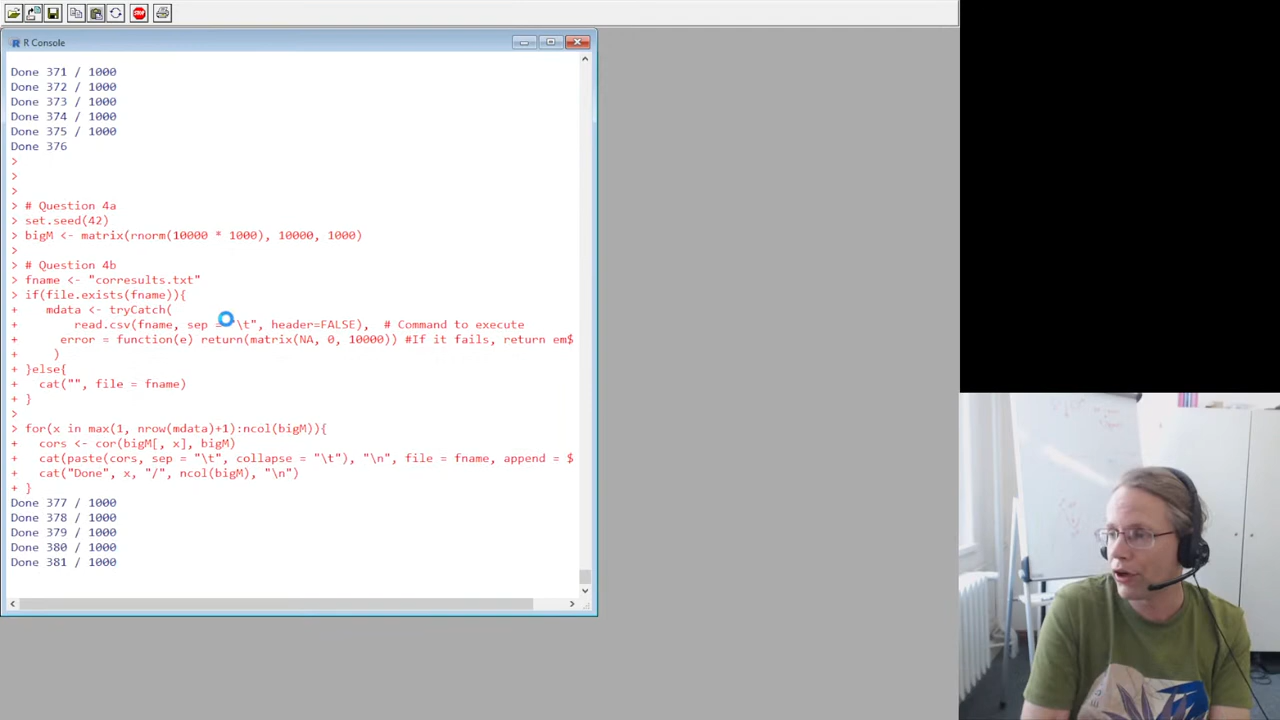 R Console
Done 371 / 1000
Done 372 / 1000
Done 373 / 1000
Done 374 / 1000
Done 375 / 1000
Done 376
>
>
>
> # Question 4a
> set.seed(42)
> bigM <- matrix(rnorm(10000 * 1000), 10000, 1000)
>
> # Question 4b
> fname <- "corresults.txt"
> if(file.exists(fname)){
+ mdata <- tryCatch(
+ read.csv(fname, sep = "\t", header=FALSE), # Command to execute
+ error = function(e) return(matrix(NA, 0, 10000)) #If it fails, return em$
+ )
+ }else{
+ cat("", file = fname)
+ }
>
> for(x in max(1, nrow(mdata)+1):ncol(bigM)){
+ cors <- cor(bigM[, x], bigM)
+ cat(paste(cors, sep = "\t", collapse = "\t"), "\n", file = fname, append = $
+ cat("Done", x, "/", ncol(bigM), "\n")
+ }
Done 377 / 1000
Done 378 / 1000
Done 379 / 1000
Done 380 / 1000
Done 381 / 1000